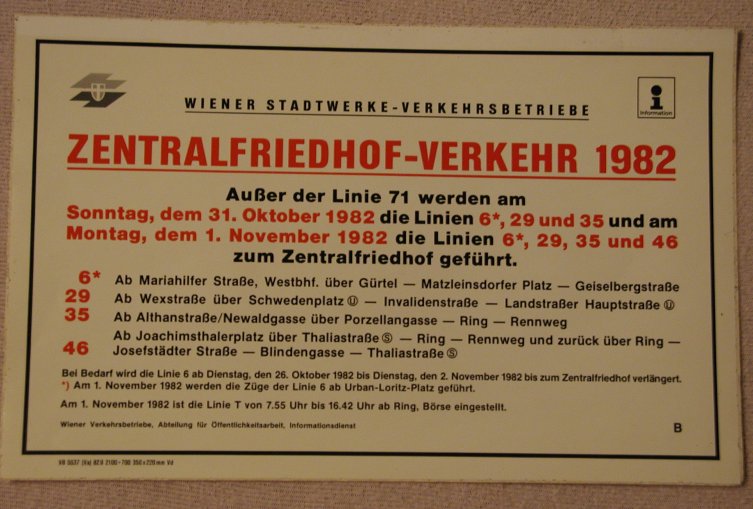 WIENER STADTWERKE-VERKEHRSBETRIEBE
i
Information
ZENTRALFRIEDHOF-VERKEHR 1982
Außer der Linie 71 werden am
Sonntag, dem 31. Oktober 1982 die Linien 6*, 29 und 35 und am
Montag, dem 1. November 1982 die Linien 6*, 29, 35 und 46
zum Zentralfriedhof geführt.
6* Ab Mariahilfer Straße, Westbhf. über Gürtel — Matzleinsdorfer Platz — Geiselbergstraße
29 Ab Wexstraße über Schwedenplatz Ⓤ — Invalidenstraße — Landstraßer Hauptstraße Ⓤ
35 Ab Althanstraße/Newaldgasse über Porzellangasse — Ring — Rennweg
Ab Joachimsthalerplatz über Thaliastraße Ⓢ — Ring — Rennweg und zurück über Ring —
46 Josefstädter Straße — Blindengasse — Thaliastraße Ⓢ
Bei Bedarf wird die Linie 6 ab Dienstag, den 26. Oktober 1982 bis Dienstag, den 2. November 1982 bis zum Zentralfriedhof verlängert.
*) Am 1. November 1982 werden die Züge der Linie 6 ab Urban-Loritz-Platz geführt.
Am 1. November 1982 ist die Linie T von 7.55 Uhr bis 16.42 Uhr ab Ring, Börse eingestellt.
Wiener Verkehrsbetriebe, Abteilung für Öffentlichkeitsarbeit, Informationsdienst
B
350×220mm Vd